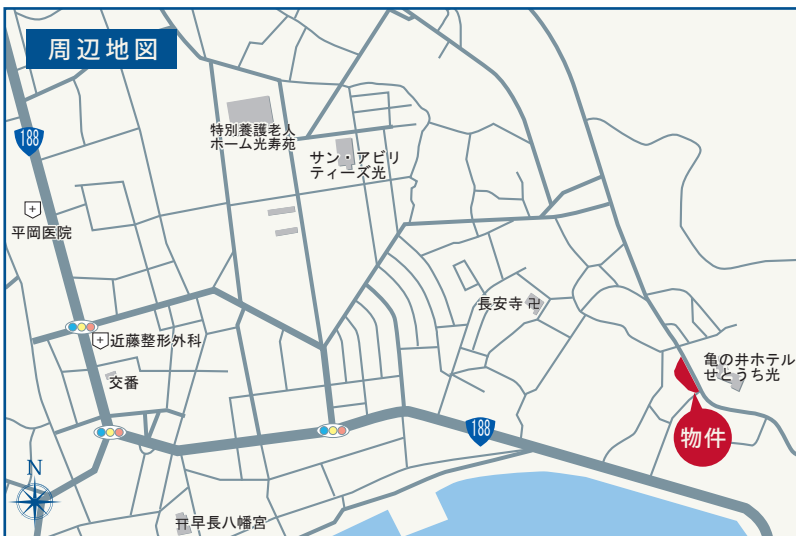 周辺地図
188
特別養護老人
ホーム光寿苑
サン・アビリ
ティーズ光
平岡医院
長安寺卍
近藤整形外科
亀の井ホテル
せとうち光
交番
188
物件
N
早長八幡宮